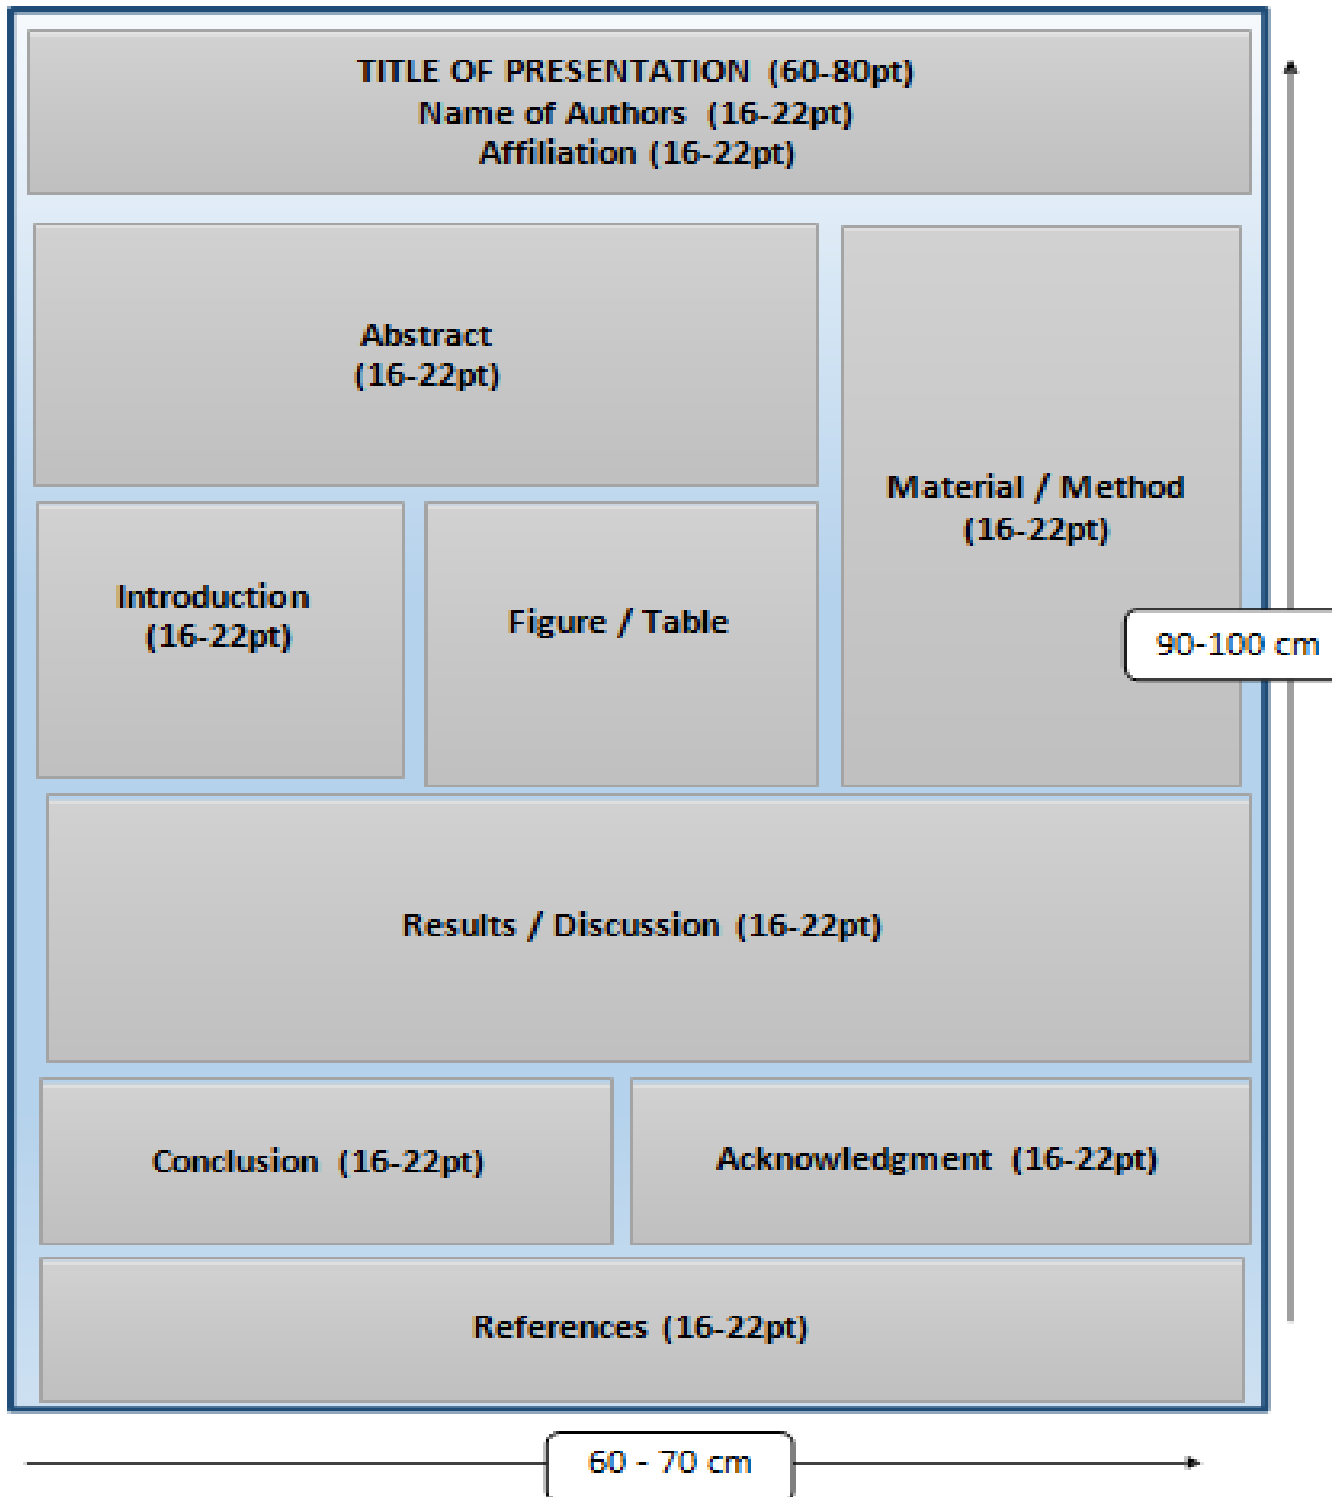 TITLE OF PRESENTATION (60-80pt)
Name of Authors (16-22pt)
Affiliation (16-22pt)
Abstract
(16-22pt)
Material / Method
(16-22pt)
Introduction
(16-22pt)
Figure / Table
90-100 cm
Results / Discussion (16-22pt)
Conclusion (16-22pt)
Acknowledgment (16-22pt)
References (16-22pt)
60 - 70 cm